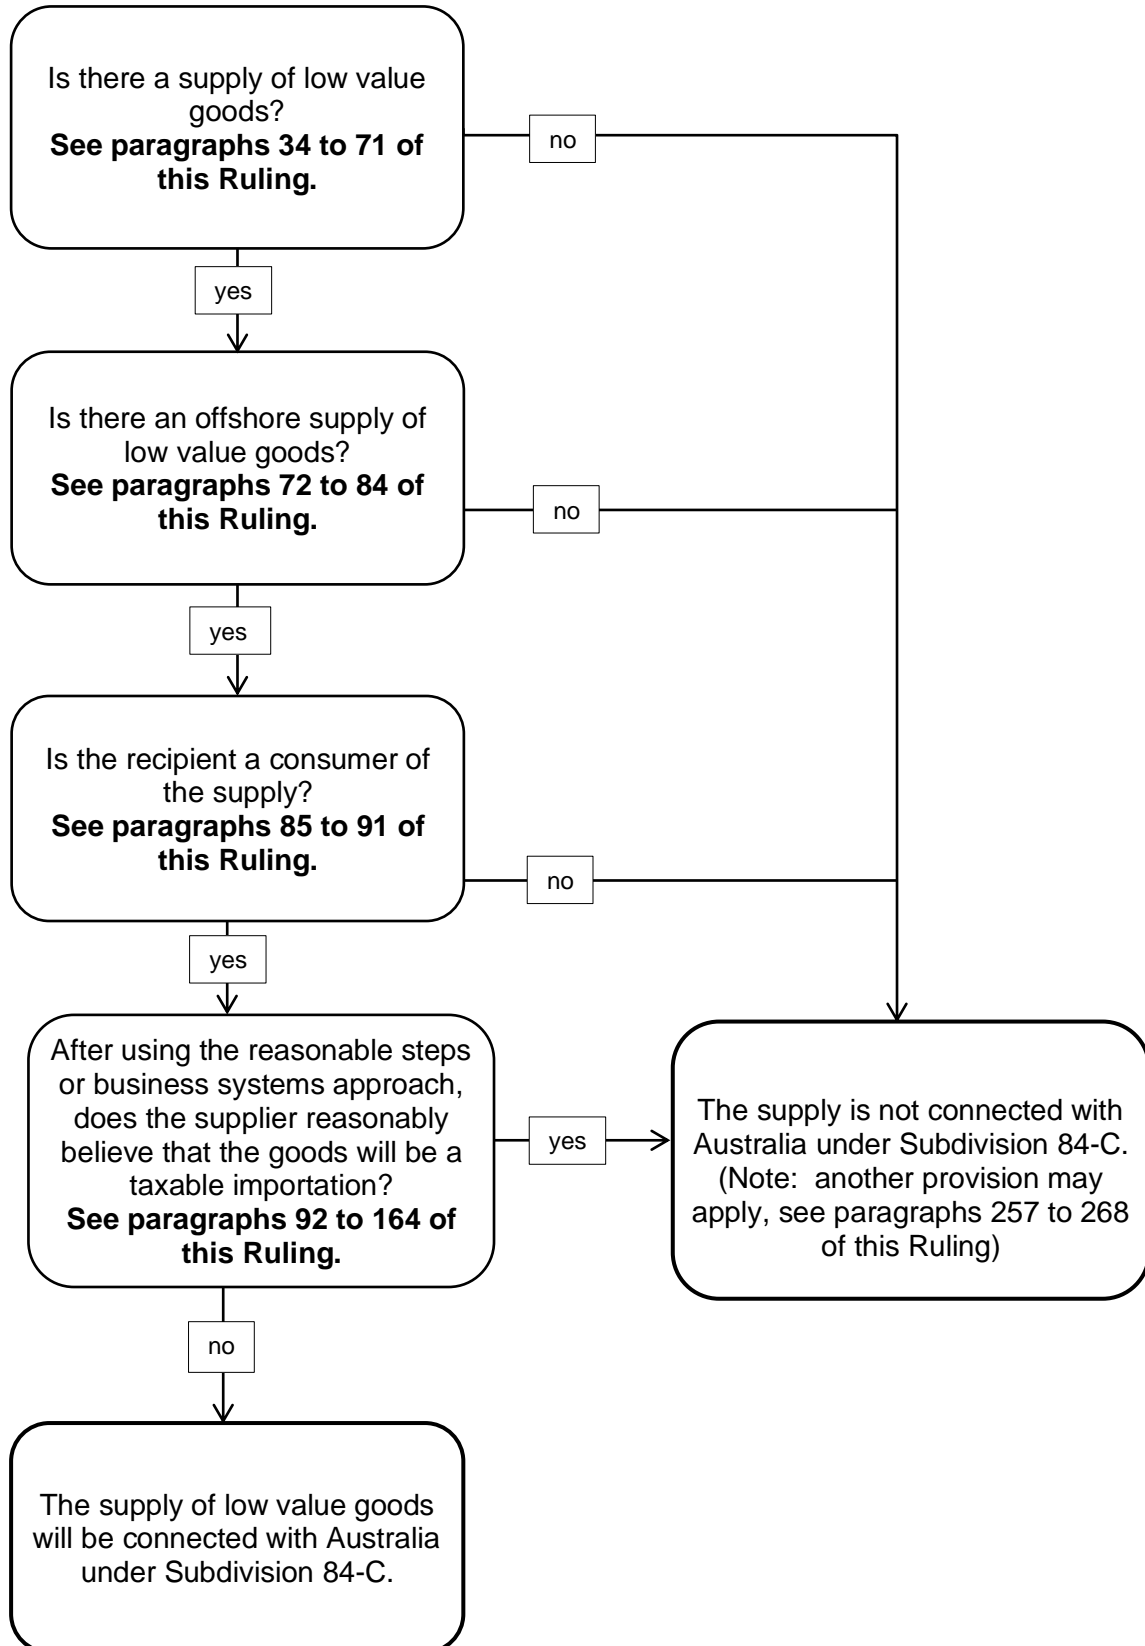 Is there a supply of low value
goods?
See paragraphs 34 to 71 of
this Ruling.
no
yes
Is there an offshore supply of
low value goods?
See paragraphs 72 to 84 of
this Ruling.
no
yes
Is the recipient a consumer of
the supply?
See paragraphs 85 to 91 of
this Ruling.
no
yes
After using the reasonable steps
or business systems approach,
does the supplier reasonably
believe that the goods will be a
taxable importation?
See paragraphs 92 to 164 of
this Ruling.
yes
The supply is not connected with
Australia under Subdivision 84-C.
(Note:  another provision may
apply, see paragraphs 257 to 268
of this Ruling)
no
The supply of low value goods
will be connected with Australia
under Subdivision 84-C.